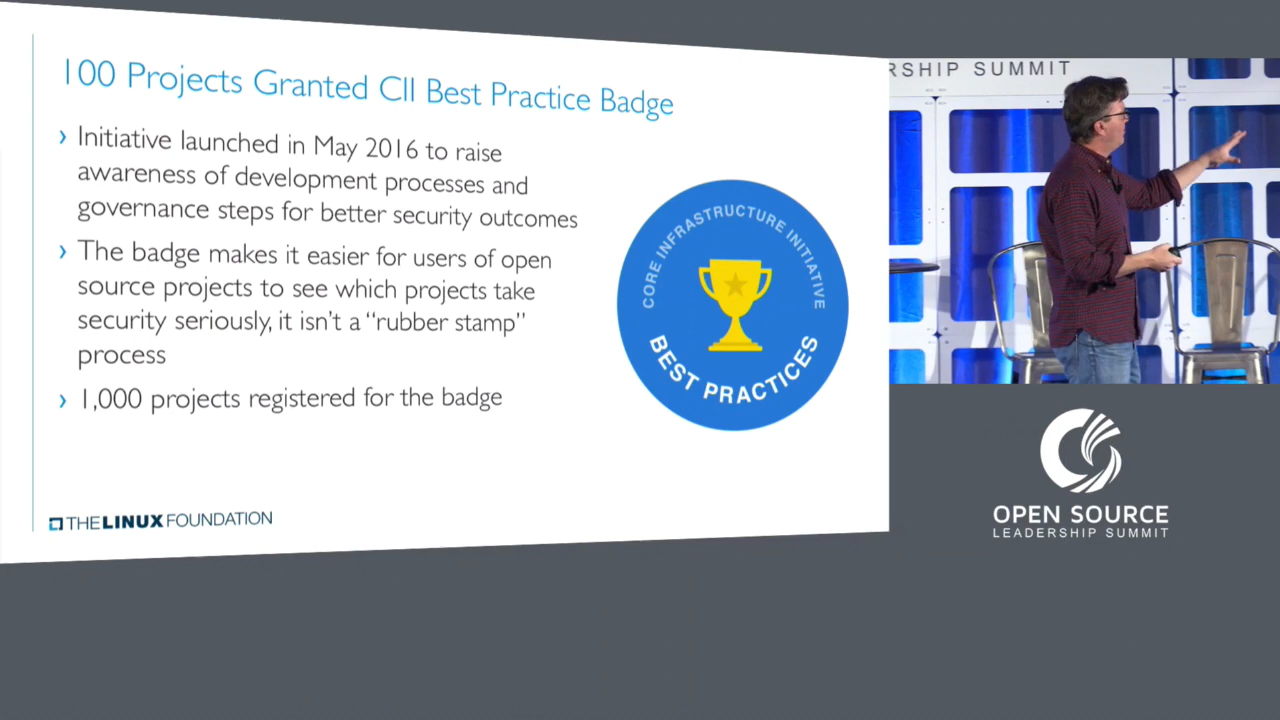 100 Projects Granted CII Best Practice Badge
› Initiative launched in May 2016 to raise
awareness of development processes and
governance steps for better security outcomes
› The badge makes it easier for users of open
source projects to see which projects take
security seriously, it isn't a “rubber stamp”
process
› 1,000 projects registered for the badge
CORE INFRASTRUCTURE INITIATIVE
BEST PRACTICES
THE LINUX FOUNDATION
RSHIP SUMMIT
OPEN SOURCE
LEADERSHIP SUMMIT